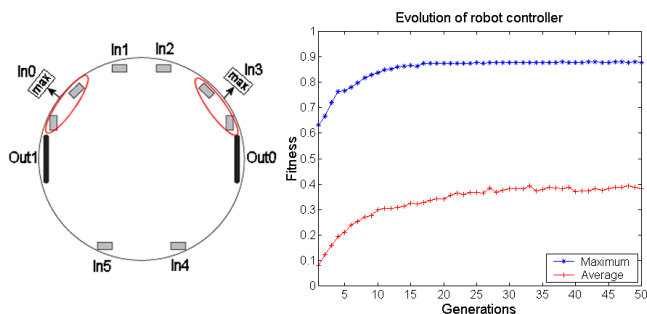 In1 In2
In0 In3
max max
Out1 Out0
In5 In4
Evolution of robot controller
1
0.9
0.8
0.7
0.6
0.5
0.4
0.3
0.2
0.1
0
Fitness
5 10 15 20 25 30 35 40 45 50
Generations
Maximum
Average